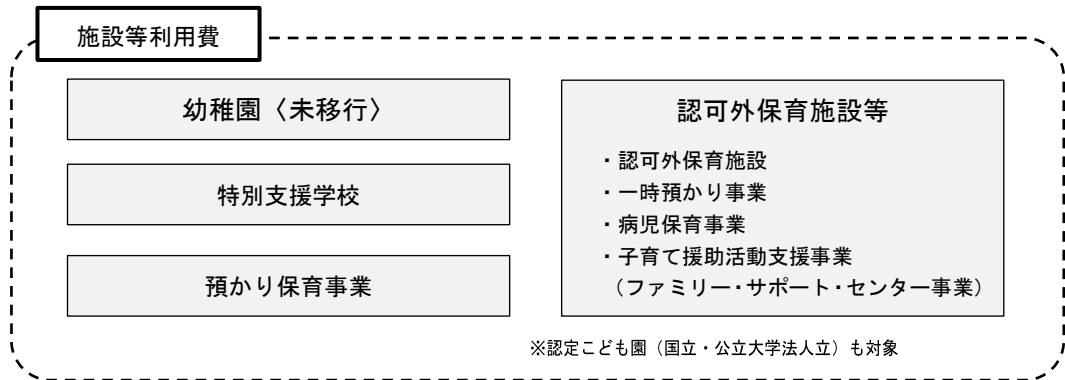 施設等利用費
幼稚園〈未移行〉
特別支援学校
預かり保育事業
認可外保育施設等
・認可外保育施設
・一時預かり事業
・病児保育事業
・子育て援助活動支援事業
（ファミリー・サポート・センター事業）
※認定こども園（国立・公立大学法人立）も対象